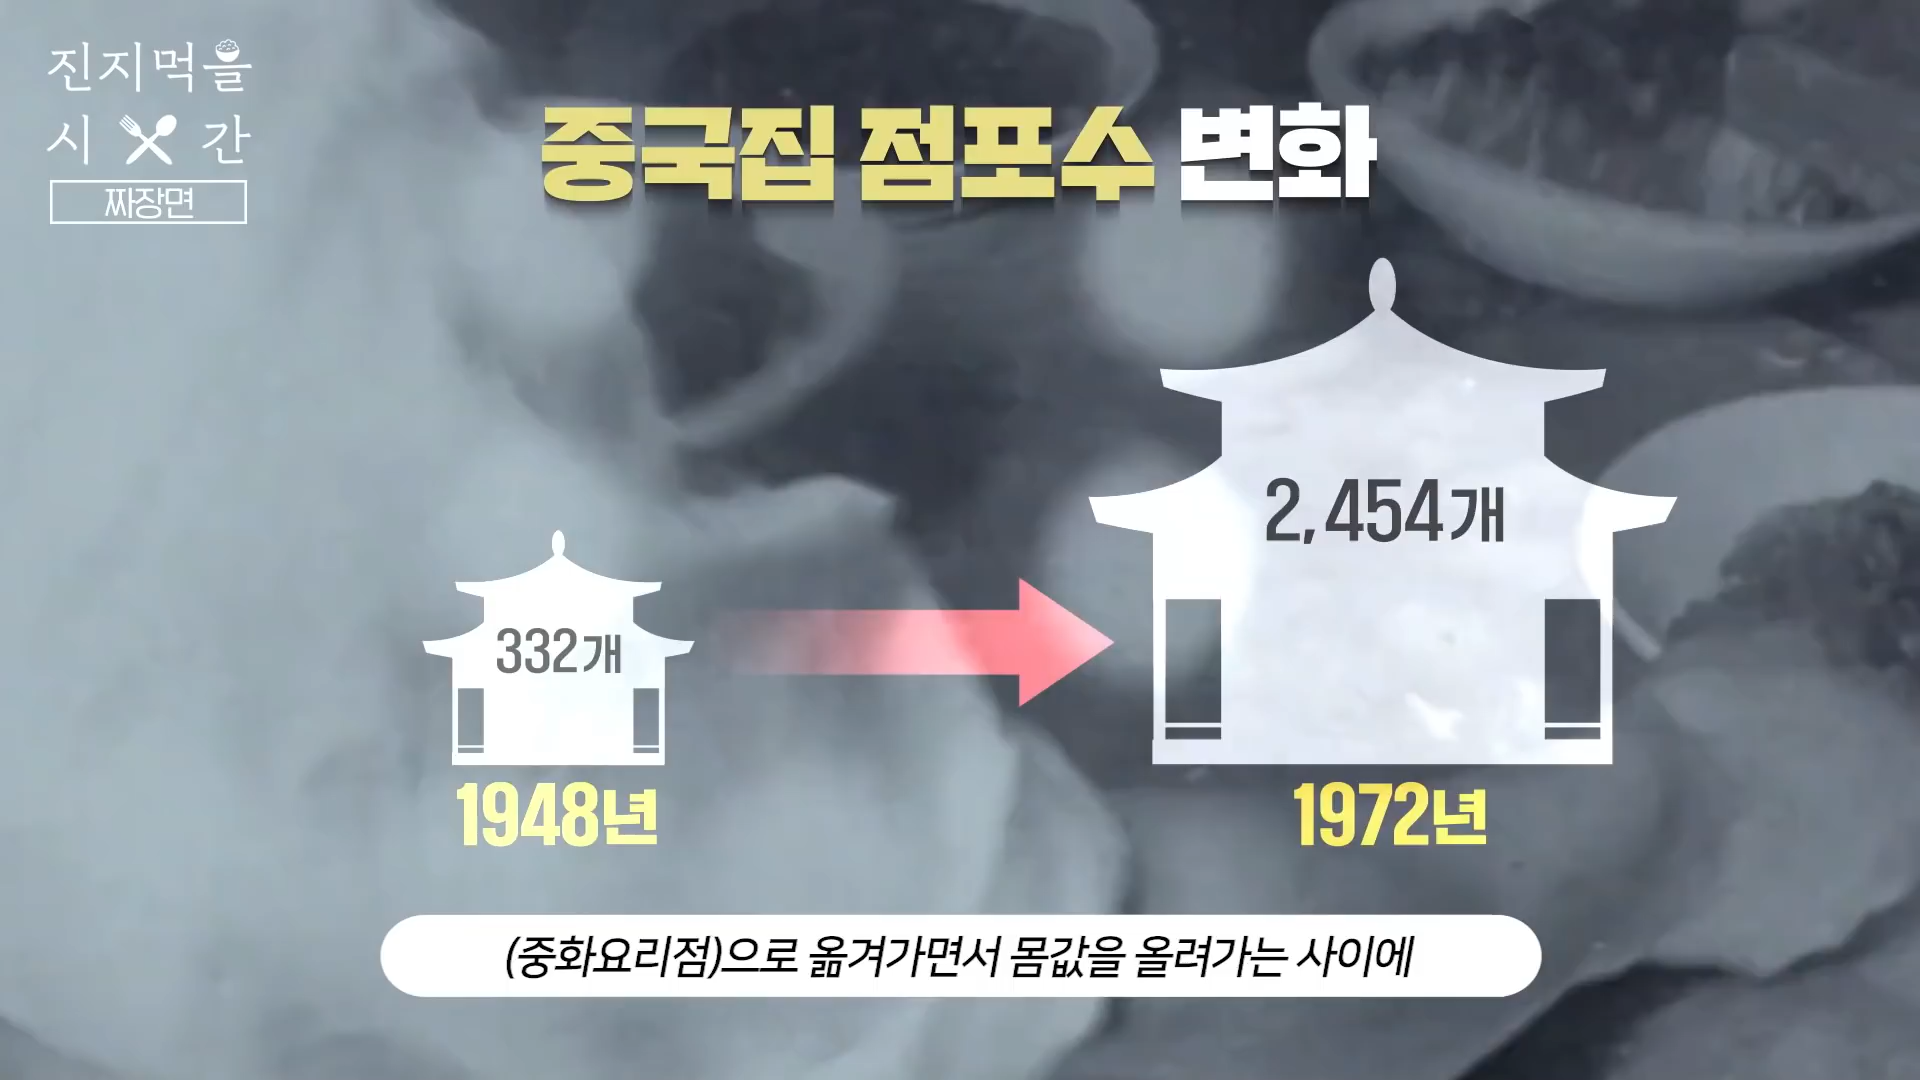 진지먹을
시 간
짜장면
중국집 점포수 변화
332개
2,454개
1948년
1972년
(중화요리점)으로 옮겨가면서 몸값을 올려가는 사이에